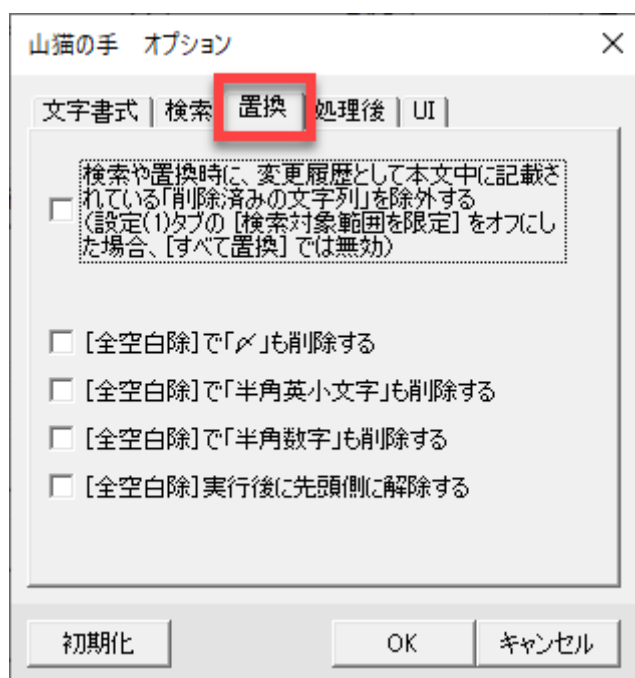 山猫の手　オプション
文字書式 検索 置換 処理後 UI
検索や置換時に、変更履歴として本文中に記載さ
れている「削除済みの文字列」を除外する
（設定(1)タブの [検索対象範囲を限定] をオフにし
た場合、[すべて置換] では無効）
[全空白除]で「〆」も削除する
[全空白除]で「半角英小文字」も削除する
[全空白除]で「半角数字」も削除する
[全空白除]実行後に先頭側に解除する
初期化 OK キャンセル